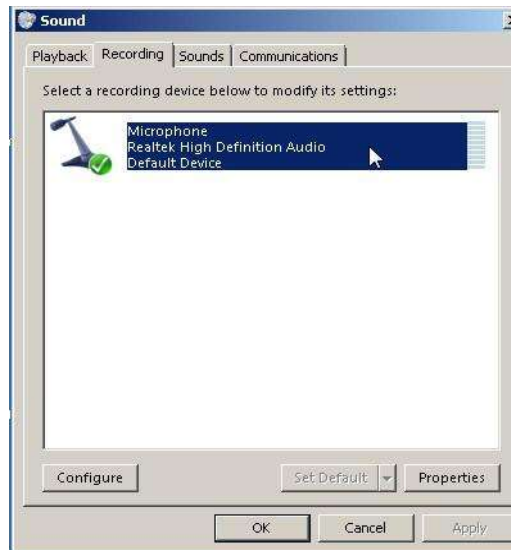 Sound
Playback Recording Sounds Communications
Select a recording device below to modify its settings:
Microphone
Realtek High Definition Audio
Default Device
Configure Set Default Properties
OK Cancel Apply